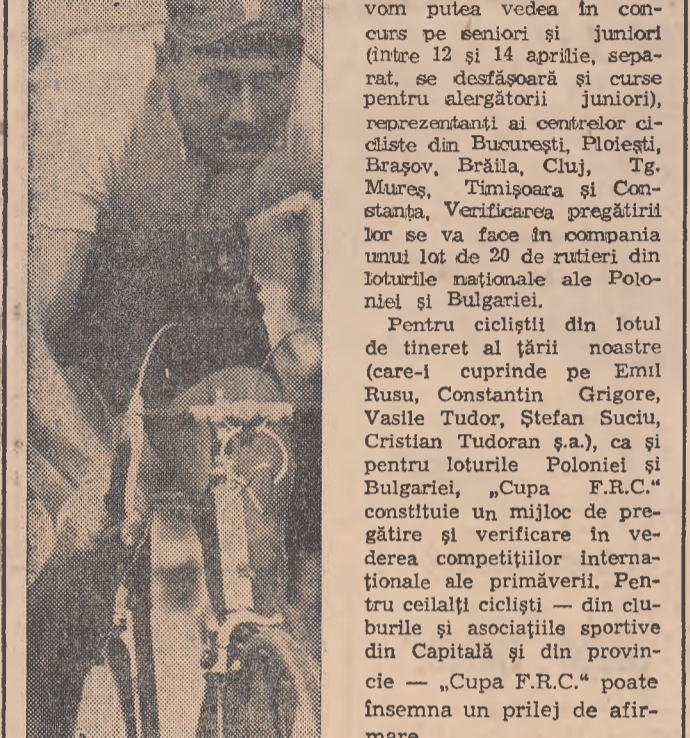 vom putea vedea în con-
curs pe seniori și juniori
(între 12 și 14 aprilie, sepa-
rat, se desfășoară și curse
pentru alergătorii juniori),
reprezentanți ai centrelor ci-
cliste din București, Ploiești,
Brașov, Brăila, Cluj, Tg.
Mureș, Timișoara și Con-
stanța. Verificarea pregătirii
lor se va face în compania
unui lot de 20 de rutieri din
loturile naționale ale Polo-
niei și Bulgariei.
Pentru cicliștii din lotul
de tineret al țării noastre
(care-i cuprinde pe Emil
Rusu, Constantin Grigore,
Vasile Tudor, Ștefan Suciu,
Cristian Tudoran ș.a.), ca și
pentru loturile Poloniei și
Bulgariei, „Cupa F.R.C.“
constituie un mijloc de pre-
gătire și verificare în ve-
derea competițiilor interna-
ționale ale primăverii. Pen-
tru ceilalți cicliști — din clu-
burile și asociațiile sportive
din Capitală și din provin-
cie — „Cupa F.R.C.“ poate
însemna un prilej de afir-
mare